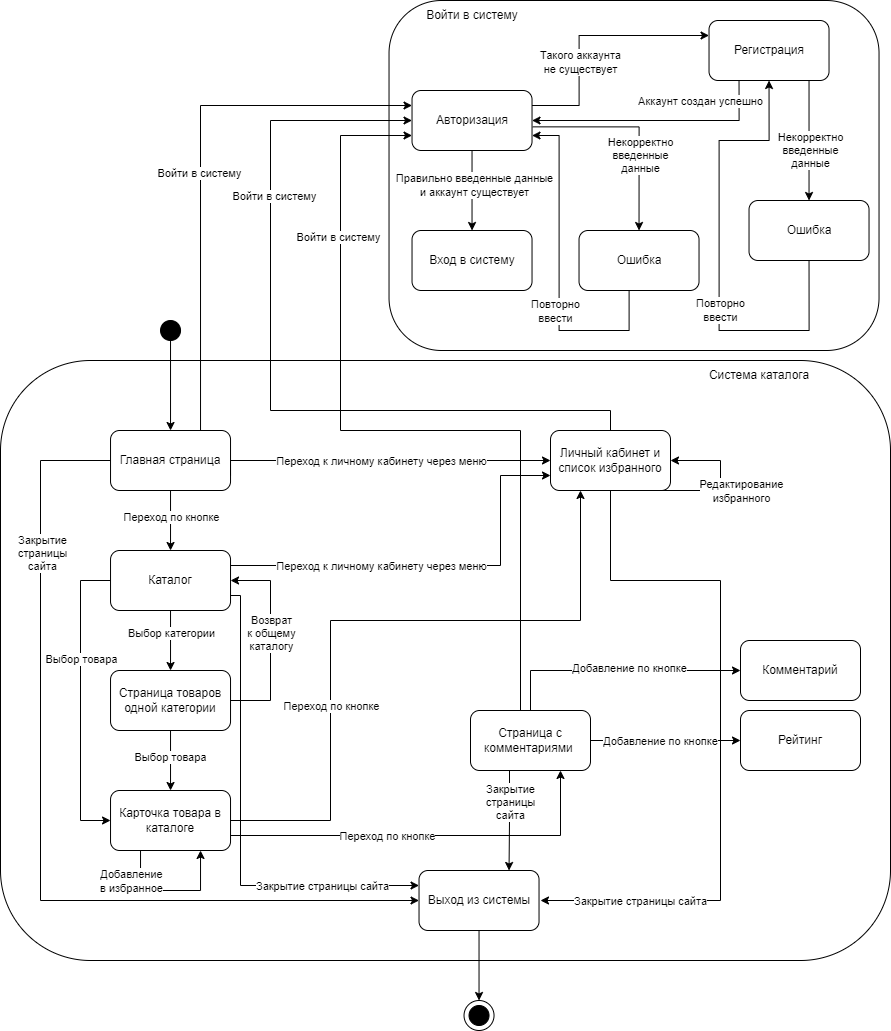 Войти в систему
Такого аккаунта
не существует
Регистрация
Аккаунт создан успешно
Авторизация
Некорректно
введенные
данные
Некорректно
введенные
данные
Правильно введенные данные
и аккаунт существует
Войти в систему
Войти в систему
Войти в систему
Вход в систему
Ошибка
Ошибка
Повторно
ввести
Повторно
ввести
Система каталога
Главная страница
Переход к личному кабинету через меню
Личный кабинет и
список избранного
Редактирование
избранного
Переход по кнопке
Закрытие
страницы
сайта
Каталог
Переход к личному кабинету через меню
Возврат
к общему
каталогу
Выбор категории
Выбор товара
Страница товаров
одной категории
Переход по кнопке
Добавление по кнопке
Комментарий
Страница с
комментариями
Добавление по кнопке
Рейтинг
Выбор товара
Карточка товара в
каталоге
Закрытие
страницы
сайта
Переход по кнопке
Добавление
в избранное
Закрытие страницы сайта
Выход из системы
Закрытие страницы сайта